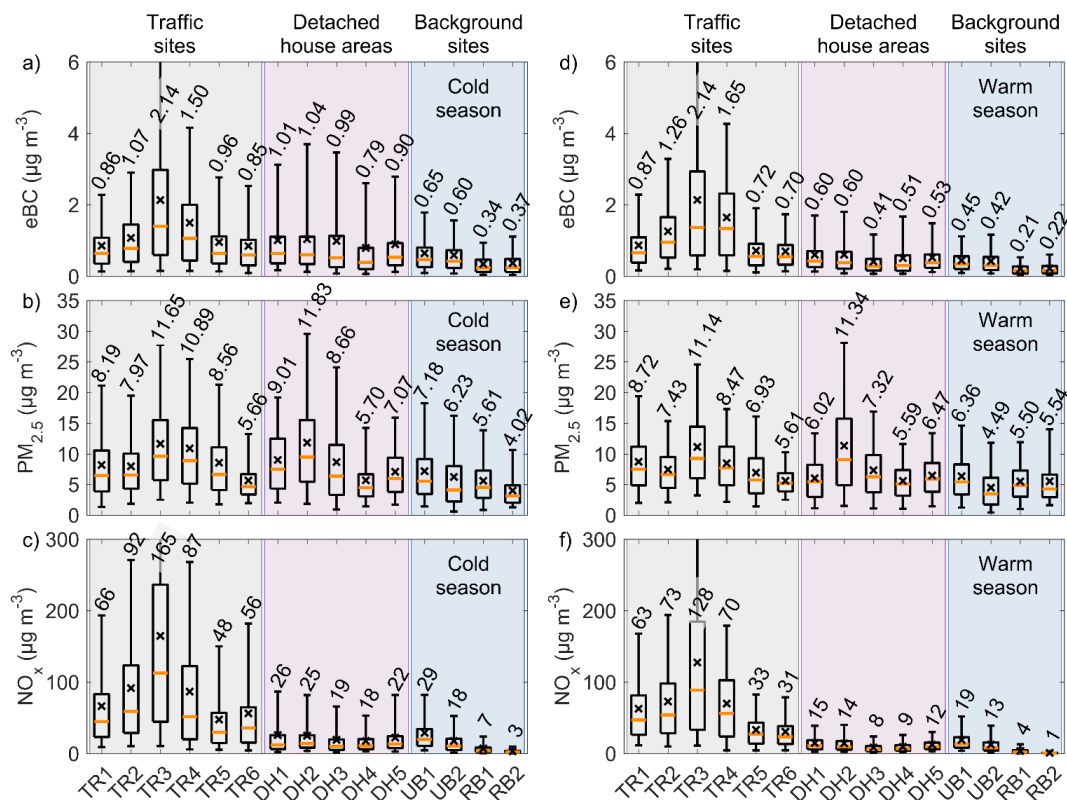 Traffic sites
Detached house areas
Background sites
Traffic sites
Detached house areas
Background sites
a)
eBC (µg m-3)
6
4
2
0
0.86
1.07
2.14
1.50
0.96
0.85
1.01
1.04
0.99
0.79
0.90
0.65
0.60
0.34
0.37
Cold
season
d)
eBC (µg m-3)
6
4
2
0
0.87
1.26
2.14
1.65
0.72
0.70
0.60
0.60
0.41
0.51
0.53
0.45
0.42
0.21
0.22
Warm
season
b)
PM2.5 (µg m-3)
35
30
25
20
15
10
5
0
8.19
7.97
11.65
10.89
8.56
5.66
9.01
11.83
8.66
5.70
7.07
7.18
6.23
5.61
4.02
Cold
season
e)
PM2.5 (µg m-3)
35
30
25
20
15
10
5
0
8.72
7.43
11.14
8.47
6.93
5.61
6.02
11.34
7.32
5.59
6.47
6.36
4.49
5.50
5.54
Warm
season
c)
NOx (µg m-3)
300
200
100
0
66
92
165
87
48
56
26
25
19
18
22
29
18
7
3
Cold
season
TR1
TR2
TR3
TR4
TR5
TR6
DH1
DH2
DH3
DH4
DH5
UB1
UB2
RB1
RB2
f)
NOx (µg m-3)
300
200
100
0
63
73
128
70
33
31
15
14
8
9
12
19
13
4
1
Warm
season
TR1
TR2
TR3
TR4
TR5
TR6
DH1
DH2
DH3
DH4
DH5
UB1
UB2
RB1
RB2